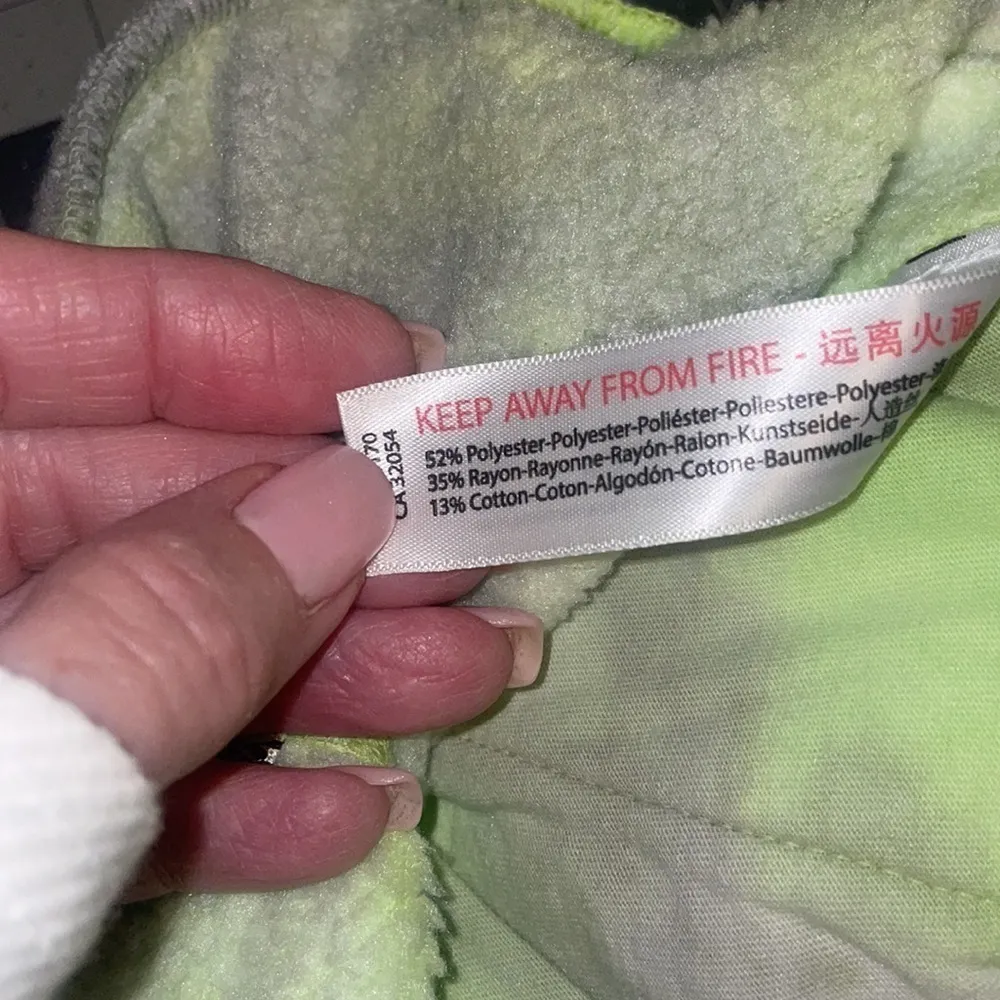 KEEP AWAY FROM FIRE - 远离火源
52% Polyester-Polyester-Poliéster-Poliestere-Polyester-
35% Rayon-Rayonne-Rayón-Raion-Kunstseide-人造丝
13% Cotton-Coton-Algodón-Cotone-Baumwolle-棉
CA32054